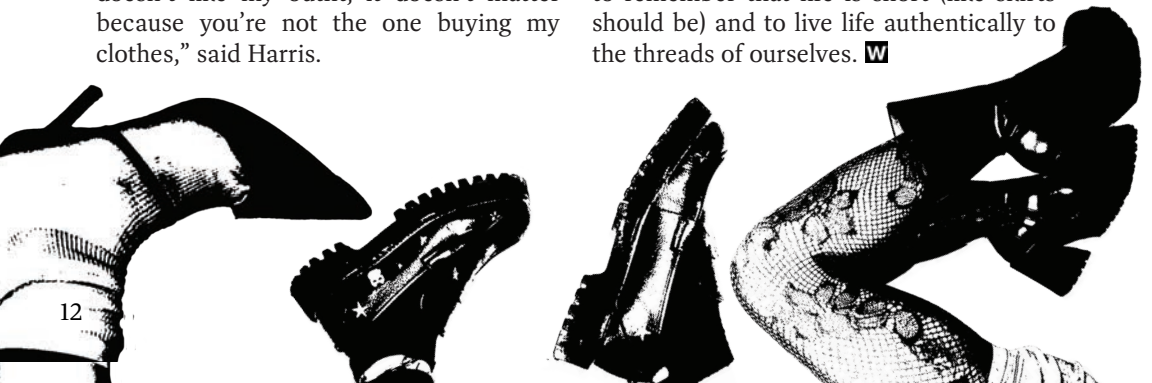 because you’re not the one buying my
clothes,” said Harris.
should be) and to live life authentically to
the threads of ourselves. W
12